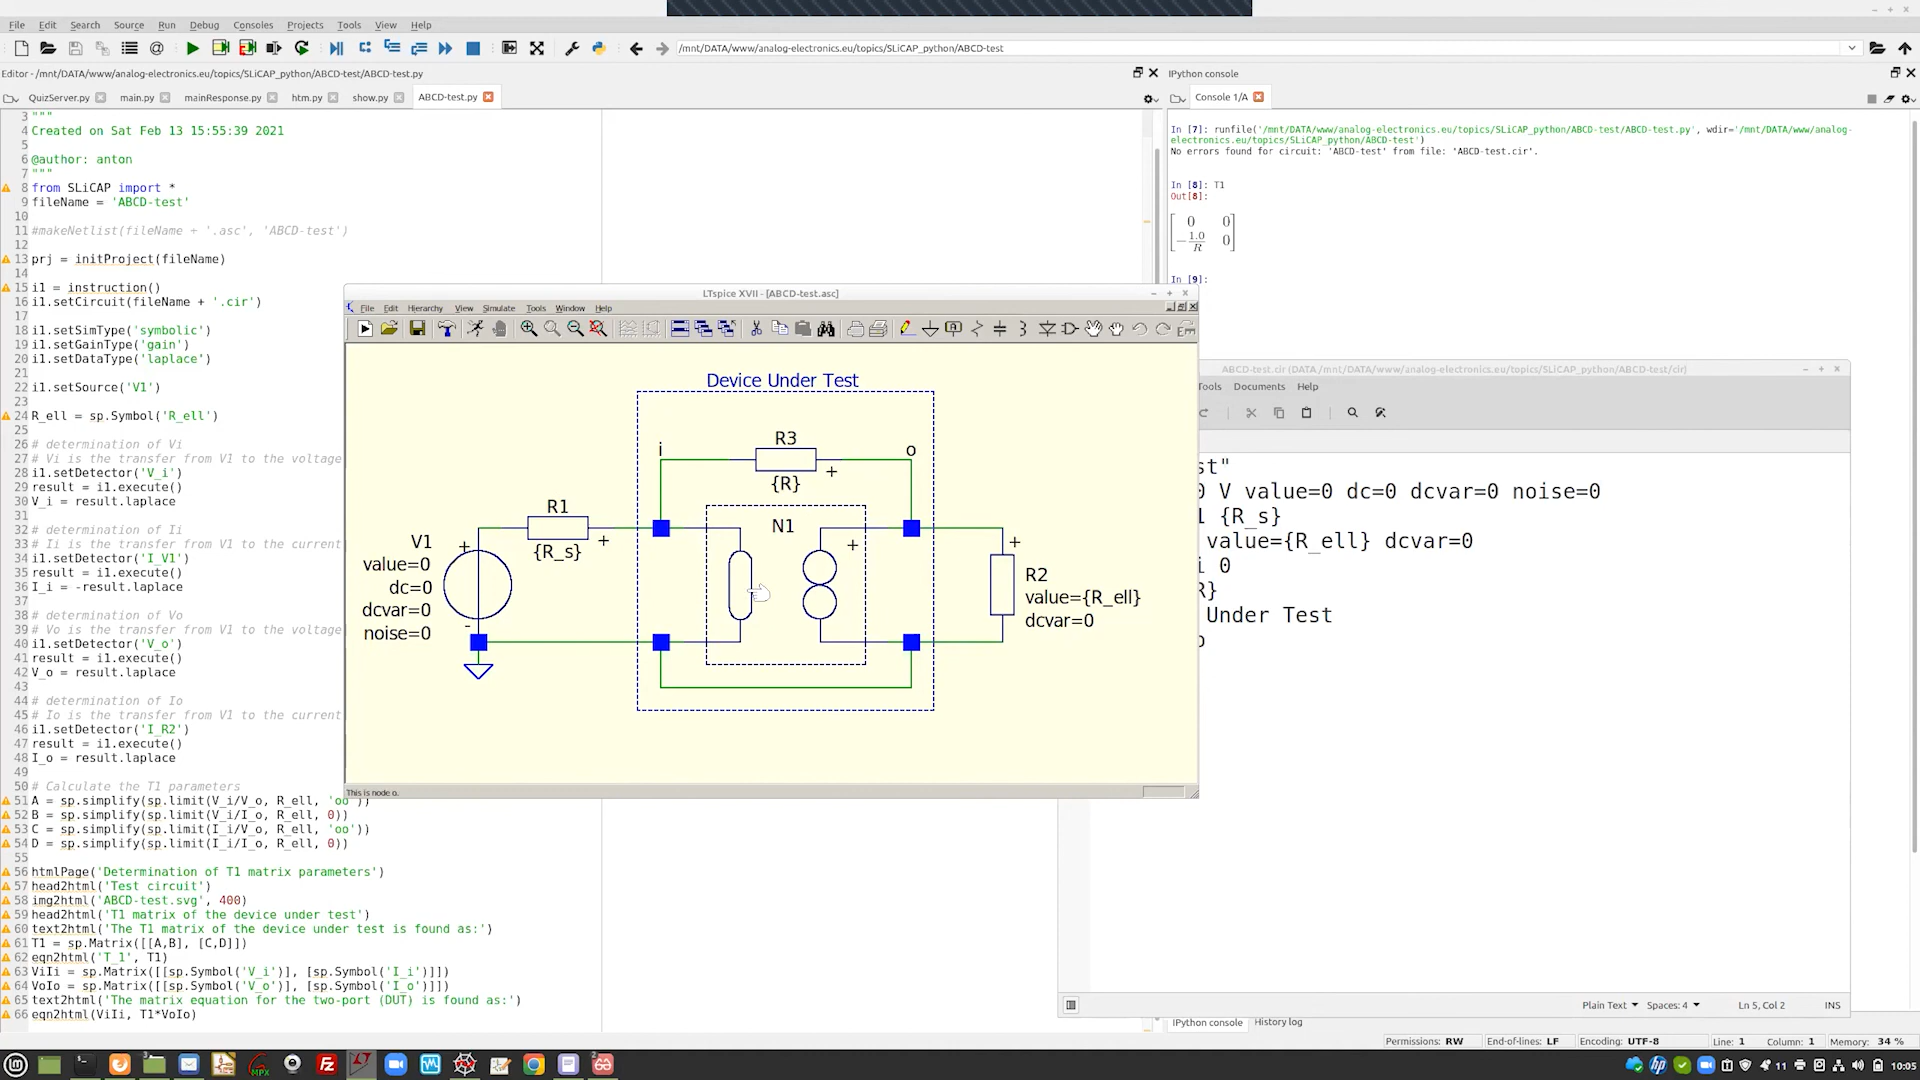 File Edit Search Source Run Debug Consoles Projects Tools View Help
/mnt/DATA/www/analog-electronics.eu/topics/SLiCAP_python/ABCD-test
Editor - /mnt/DATA/www/analog-electronics.eu/topics/SLiCAP_python/ABCD-test/ABCD-test.py
QuizServer.py main.py mainResponse.py htm.py show.py ABCD-test.py
3 """
4 Created on Sat Feb 13 15:55:39 2021
5
6 @author: anton
7 """
8 from SLiCAP import *
9 fileName = 'ABCD-test'
10
11 #makeNetlist(fileName + '.asc', 'ABCD-test')
12
13 prj = initProject(fileName)
14
15 i1 = instruction()
16 i1.setCircuit(fileName + '.cir')
17
18 i1.setSimType('symbolic')
19 i1.setGainType('gain')
20 i1.setDataType('laplace')
21
22 i1.setSource('V1')
23
24 R_ell = sp.Symbol('R_ell')
25
26 # determination of Vi
27 # Vi is the transfer from V1 to the voltage
28 i1.setDetector('V_i')
29 result = i1.execute()
30 V_i = result.laplace
31
32 # determination of Ii
33 # Ii is the transfer from V1 to the current
34 i1.setDetector('I_V1')
35 result = i1.execute()
36 I_i = -result.laplace
37
38 # determination of Vo
39 # Vo is the transfer from V1 to the voltage
40 i1.setDetector('V_o')
41 result = i1.execute()
42 V_o = result.laplace
43
44 # determination of Io
45 # Io is the transfer from V1 to the current
46 i1.setDetector('I_R2')
47 result = i1.execute()
48 I_o = result.laplace
49
50 # Calculate the T1 parameters
51 A = sp.simplify(sp.limit(V_i/V_o, R_ell, 'oo'))
52 B = sp.simplify(sp.limit(V_i/I_o, R_ell, 0))
53 C = sp.simplify(sp.limit(I_i/V_o, R_ell, 'oo'))
54 D = sp.simplify(sp.limit(I_i/I_o, R_ell, 0))
55
56 htmlPage('Determination of T1 matrix parameters')
57 head2html('Test circuit')
58 img2html('ABCD-test.svg', 400)
59 head2html('T1 matrix of the device under test')
60 text2html('The T1 matrix of the device under test is found as:')
61 T1 = sp.Matrix([[A,B], [C,D]])
62 eqn2html('T_1', T1)
63 ViIi = sp.Matrix([[sp.Symbol('V_i')], [sp.Symbol('I_i')]])
64 VoIo = sp.Matrix([[sp.Symbol('V_o')], [sp.Symbol('I_o')]])
65 text2html('The matrix equation for the two-port (DUT) is found as:')
66 eqn2html(ViIi, T1*VoIo)
IPython console
Console 1/A
In [7]: runfile('/mnt/DATA/www/analog-electronics.eu/topics/SLiCAP_python/ABCD-test/ABCD-test.py', wdir='/mnt/DATA/www/analog-
electronics.eu/topics/SLiCAP_python/ABCD-test')
No errors found for circuit: 'ABCD-test' from file: 'ABCD-test.cir'.
In [8]: T1
Out[8]:
0 0
-1.0/R 0
In [9]:
LTspice XVII - [ABCD-test.asc]
File Edit Hierarchy View Simulate Tools Window Help
Device Under Test
i R3 o
+
{R}
R1
+
{R_s}
V1
+
value=0
dc=0
dcvar=0
noise=0
-
N1
+
+
R2
value={R_ell}
dcvar=0
This is node o.
ABCD-test.cir (DATA /mnt/DATA/www/analog-electronics.eu/topics/SLiCAP_python/ABCD-test/cir)
Tools Documents Help
st"
0 V value=0 dc=0 dcvar=0 noise=0
{R_s}
value={R_ell} dcvar=0
i 0
R}
Under Test
o
Plain Text Spaces: 4 Ln 5, Col 2 INS
IPython console History log
Permissions: RW End-of-lines: LF Encoding: UTF-8 Line: 1 Column: 1 Memory: 34 %
MPX
11 10:05